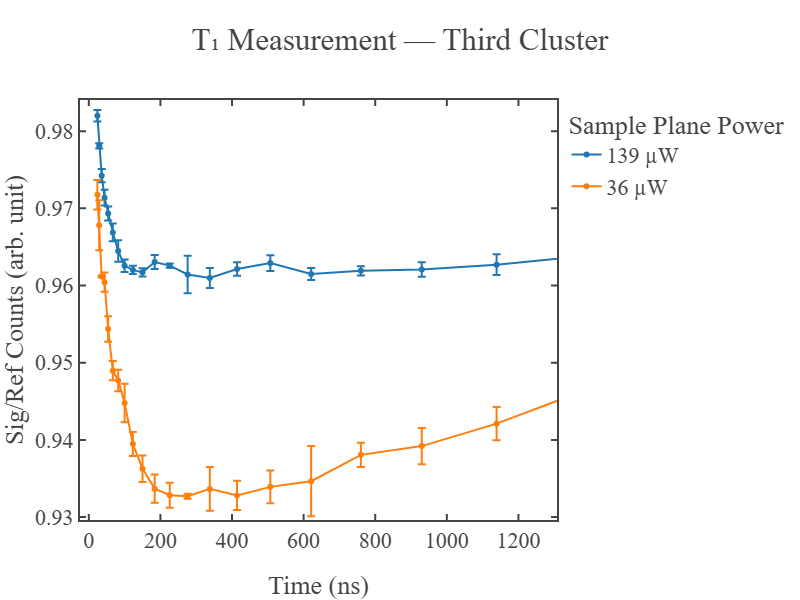 T₁ Measurement — Third Cluster
Sample Plane Power
139 µW
36 µW
Sig/Ref Counts (arb. unit)
0.98
0.97
0.96
0.95
0.94
0.93
0 200 400 600 800 1000 1200
Time (ns)